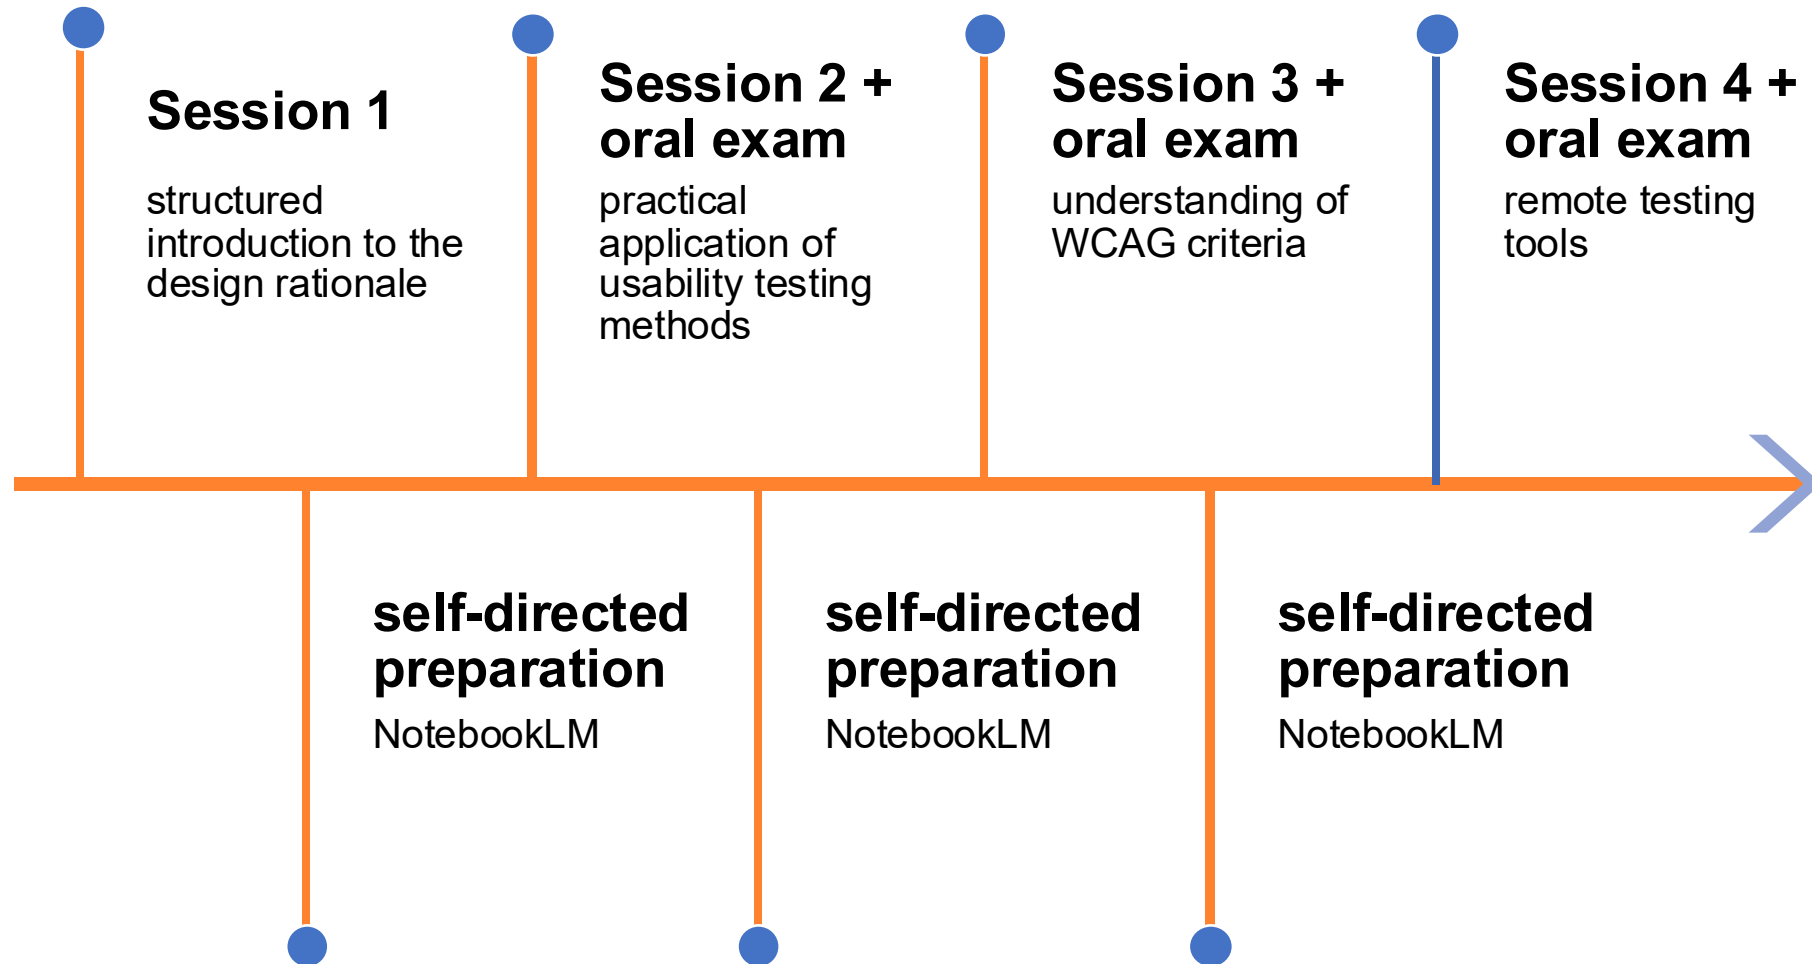 Session 1
structured
introduction to the
design rationale
Session 2 +
oral exam
practical
application of
usability testing
methods
Session 3 +
oral exam
understanding of
WCAG criteria
Session 4 +
oral exam
remote testing
tools
self-directed
preparation
NotebookLM
self-directed
preparation
NotebookLM
self-directed
preparation
NotebookLM